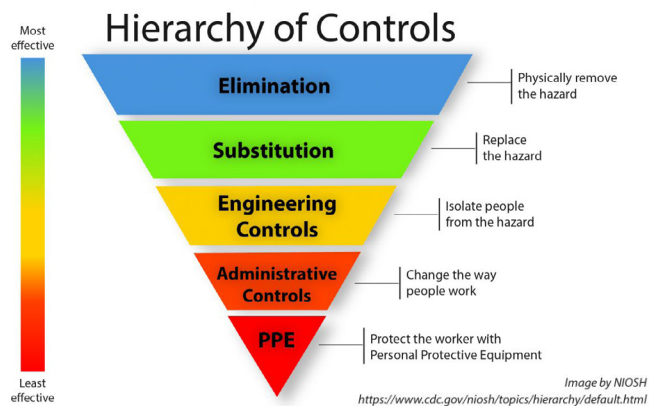 Hierarchy of Controls
Most
effective
Elimination
Physically remove
the hazard
Substitution
Replace
the hazard
Engineering
Controls
Isolate people
from the hazard
Administrative
Controls
Change the way
people work
PPE
Protect the worker with
Personal Protective Equipment
Least
effective
Image by NIOSH
https://www.cdc.gov/niosh/topics/hierarchy/default.html